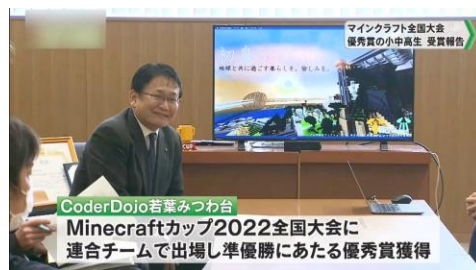 マインクラフト全国大会
優秀賞の小中高生 受賞報告
地球と共に過ごす暮らしを、愉しみを。
CUP
CoderDojo若葉みつわ台
Minecraftカップ2022全国大会に
連合チームで出場し準優勝にあたる優秀賞獲得